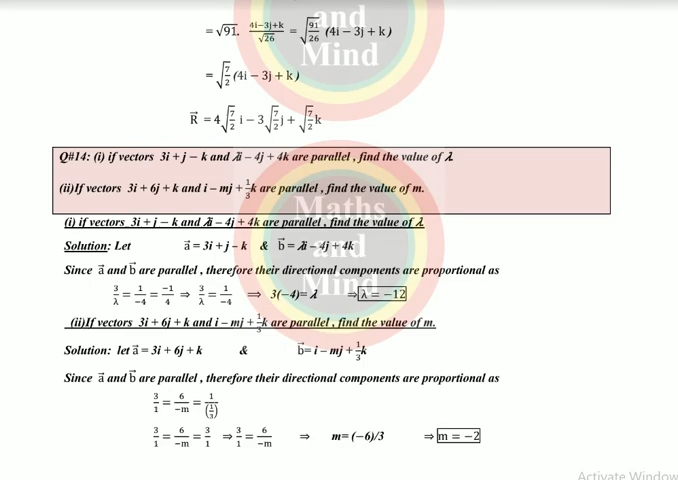 and
= √91. (4i−3j+k)/√26 = √(91/26) (4i − 3j + k )
Mind
= √(7/2) (4i − 3j + k )
R⃗ = 4√(7/2) i − 3√(7/2) j + √(7/2) k
Q#14: (i) if vectors 3i + j − k and λi − 4j + 4k are parallel , find the value of λ
(ii)If vectors 3i + 6j + k and i − mj + 1/3 k are parallel , find the value of m.
Maths
(i) if vectors 3i + j − k and λi − 4j + 4k are parallel , find the value of λ
Solution: Let a⃗ = 3i + j − k & b⃗ = λi − 4j + 4k
and
Since a⃗ and b⃗ are parallel , therefore their directional components are proportional as
Mind
3/λ = 1/−4 = −1/4 ⇒ 3/λ = 1/−4 ⟹ 3(−4)= λ ⇒ λ = −12
(ii)If vectors 3i + 6j + k and i − mj + 1/3 k are parallel , find the value of m.
Solution: let a⃗ = 3i + 6j + k & b⃗= i − mj + 1/3 k
Since a⃗ and b⃗ are parallel , therefore their directional components are proportional as
3/1 = 6/−m = 1/(1/3)
3/1 = 6/−m = 3/1 ⇒ 3/1 = 6/−m ⇒ m= (−6)/3 ⇒ m = −2
Activate Window